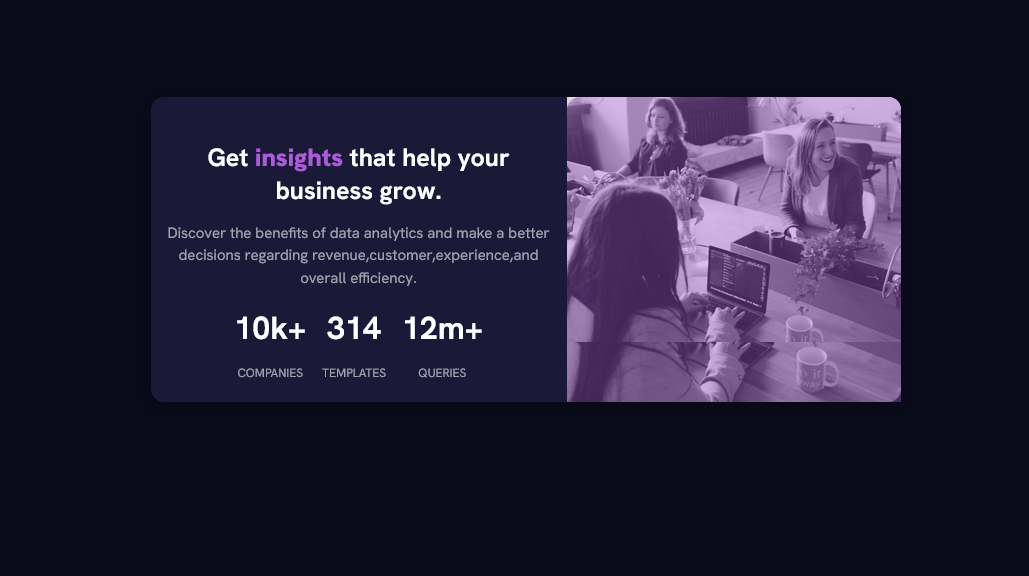 Get insights that help your
business grow.
Discover the benefits of data analytics and make a better
decisions regarding revenue,customer,experience,and
overall efficiency.
10k+ 314 12m+
COMPANIES TEMPLATES QUERIES